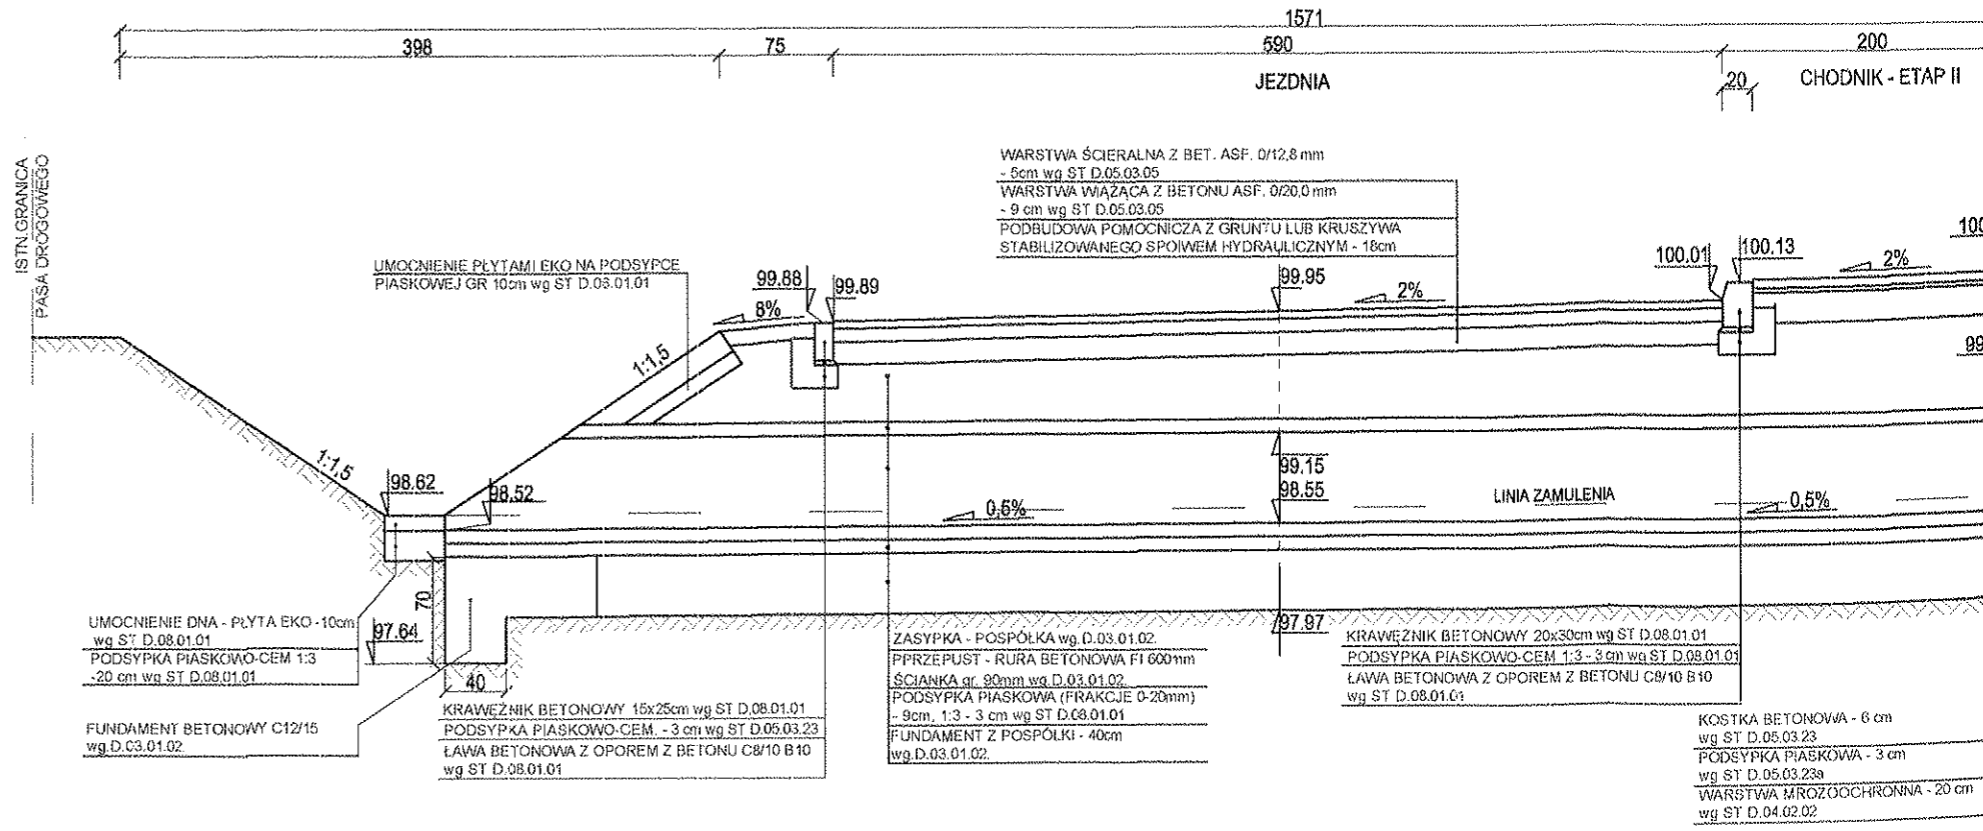 1571
398
75
590
200
JEZDNIA
20
CHODNIK - ETAP II
ISTN.GRANICA
PASA DROGOWEGO
WARSTWA ŚCIERALNA Z BET. ASF. 0/12,8 mm
- 5cm wg ST D.05.03.05
WARSTWA WIĄŻĄCA Z BETONU ASF. 0/20,0 mm
- 9 cm wg ST D.05.03.05
PODBUDOWA POMOCNICZA Z GRUNTU LUB KRUSZYWA
STABILIZOWANEGO SPOIWEM HYDRAULICZNYM - 18cm
UMOCNIENIE PŁYTAMI EKO NA PODSYPCE
PIASKOWEJ GR 10cm wg ST D.08.01.01
99.88
99.89
8%
99.95
2%
100.01
100.13
2%
100
99
1:1,5
1:1,5
98.62
98.52
0,5%
99.15
98.55
LINIA ZAMULENIA
0,5%
70
97.64
40
97.97
UMOCNIENIE DNA - PŁYTA EKO -10cm
wg ST D.08.01.01
PODSYPKA PIASKOWO-CEM 1:3
-20 cm wg ST D.08.01.01
FUNDAMENT BETONOWY C12/15
wg.D.03.01.02.
KRAWĘŻNIK BETONOWY 15x25cm wg ST D.08.01.01
PODSYPKA PIASKOWO-CEM. - 3 cm wg ST D.05.03.23
ŁAWA BETONOWA Z OPOREM Z BETONU C8/10 B10
wg ST D.08.01.01
ZASYPKA - POSPÓŁKA wg.D.03.01.02.
PPRZEPUST - RURA BETONOWA FI 600mm
ŚCIANKA gr. 90mm wg.D.03.01.02.
PODSYPKA PIASKOWA (FRAKCJE 0-20mm)
- 9cm, 1:3 - 3 cm wg ST D.08.01.01
FUNDAMENT Z POSPÓŁKI - 40cm
wg.D.03.01.02.
KRAWĘŻNIK BETONOWY 20x30cm wg ST D.08.01.01
PODSYPKA PIASKOWO-CEM 1:3 - 3 cm wg ST D.08.01.01
ŁAWA BETONOWA Z OPOREM Z BETONU C8/10 B10
wg ST D.08.01.01
KOSTKA BETONOWA - 6 cm
wg ST D.05.03.23
PODSYPKA PIASKOWA - 3 cm
wg ST D.05.03.23a
WARSTWA MROZOOCHRONNA - 20 cm
wg ST D.04.02.02